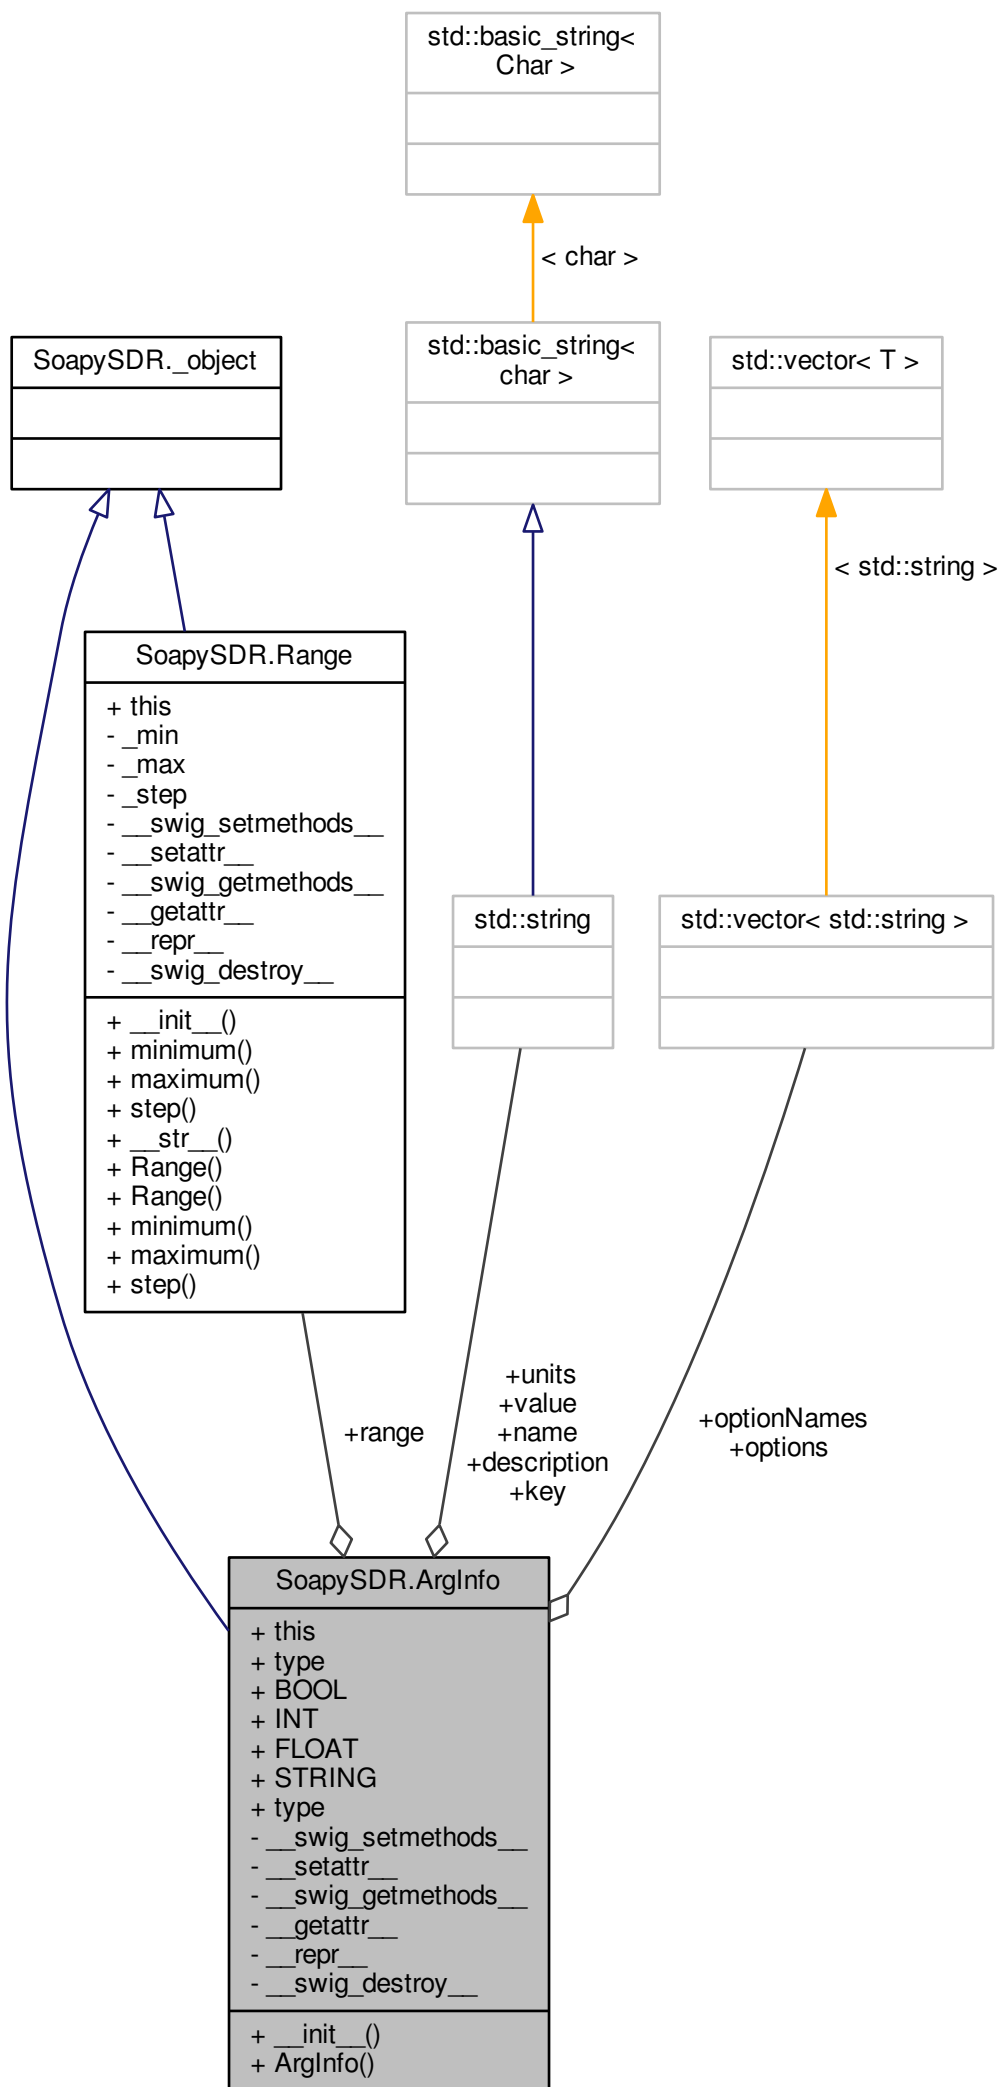 std::basic_string<
Char >
< char >
SoapySDR._object
std::basic_string<
char >
std::vector< T >
< std::string >
SoapySDR.Range
+ this
- _min
- _max
- _step
- __swig_setmethods__
- __setattr__
- __swig_getmethods__
- __getattr__
- __repr__
- __swig_destroy__
+ __init__()
+ minimum()
+ maximum()
+ step()
+ __str__()
+ Range()
+ Range()
+ minimum()
+ maximum()
+ step()
std::string
std::vector< std::string >
+range
+units
+value
+name
+description
+key
+optionNames
+options
SoapySDR.ArgInfo
+ this
+ type
+ BOOL
+ INT
+ FLOAT
+ STRING
+ type
- __swig_setmethods__
- __setattr__
- __swig_getmethods__
- __getattr__
- __repr__
- __swig_destroy__
+ __init__()
+ ArgInfo()